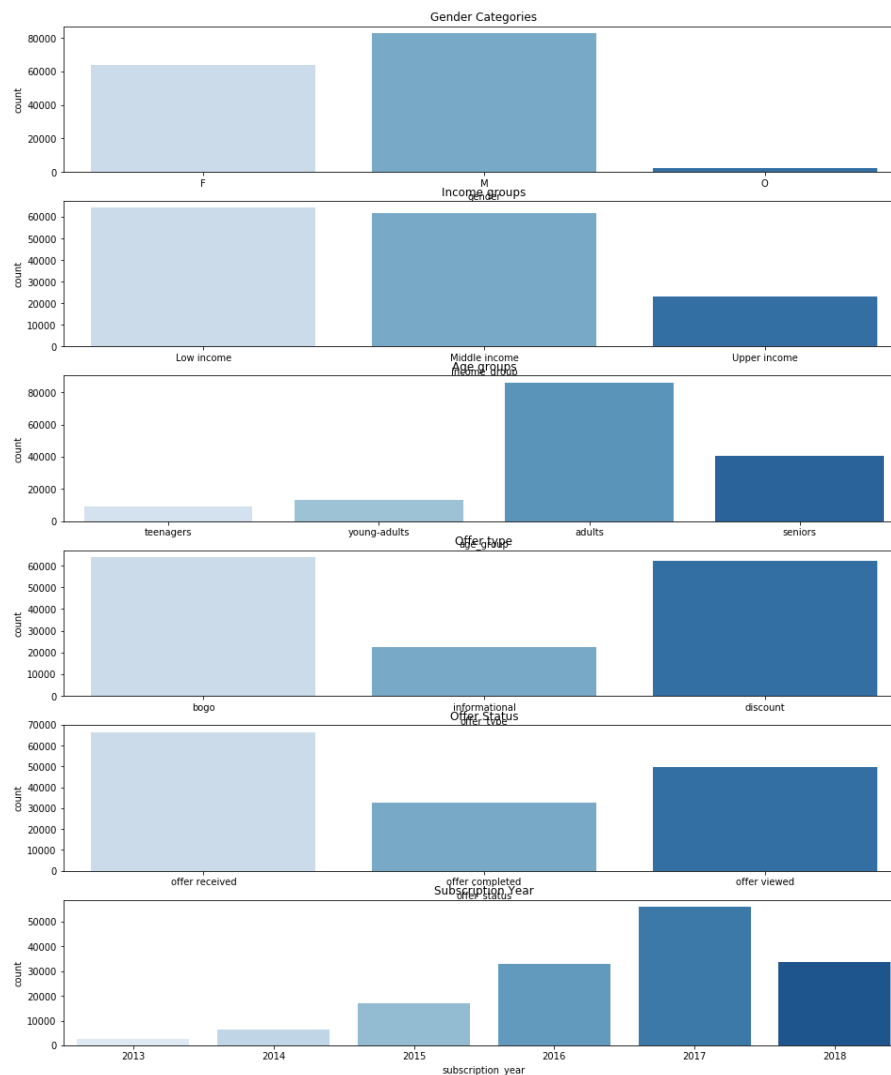 Gender Categories
80000
60000
40000
20000
0
count
F M O
gender
Income groups
60000
50000
40000
30000
20000
10000
0
count
Low income Middle income Upper income
income_group
Age groups
80000
60000
40000
20000
0
count
teenagers young-adults adults seniors
age_group
Offer type
60000
50000
40000
30000
20000
10000
0
count
bogo informational discount
offer_type
Offer Status
70000
60000
50000
40000
30000
20000
10000
0
count
offer received offer completed offer viewed
offer_status
Subscription Year
50000
40000
30000
20000
10000
0
count
2013 2014 2015 2016 2017 2018
subscription_year